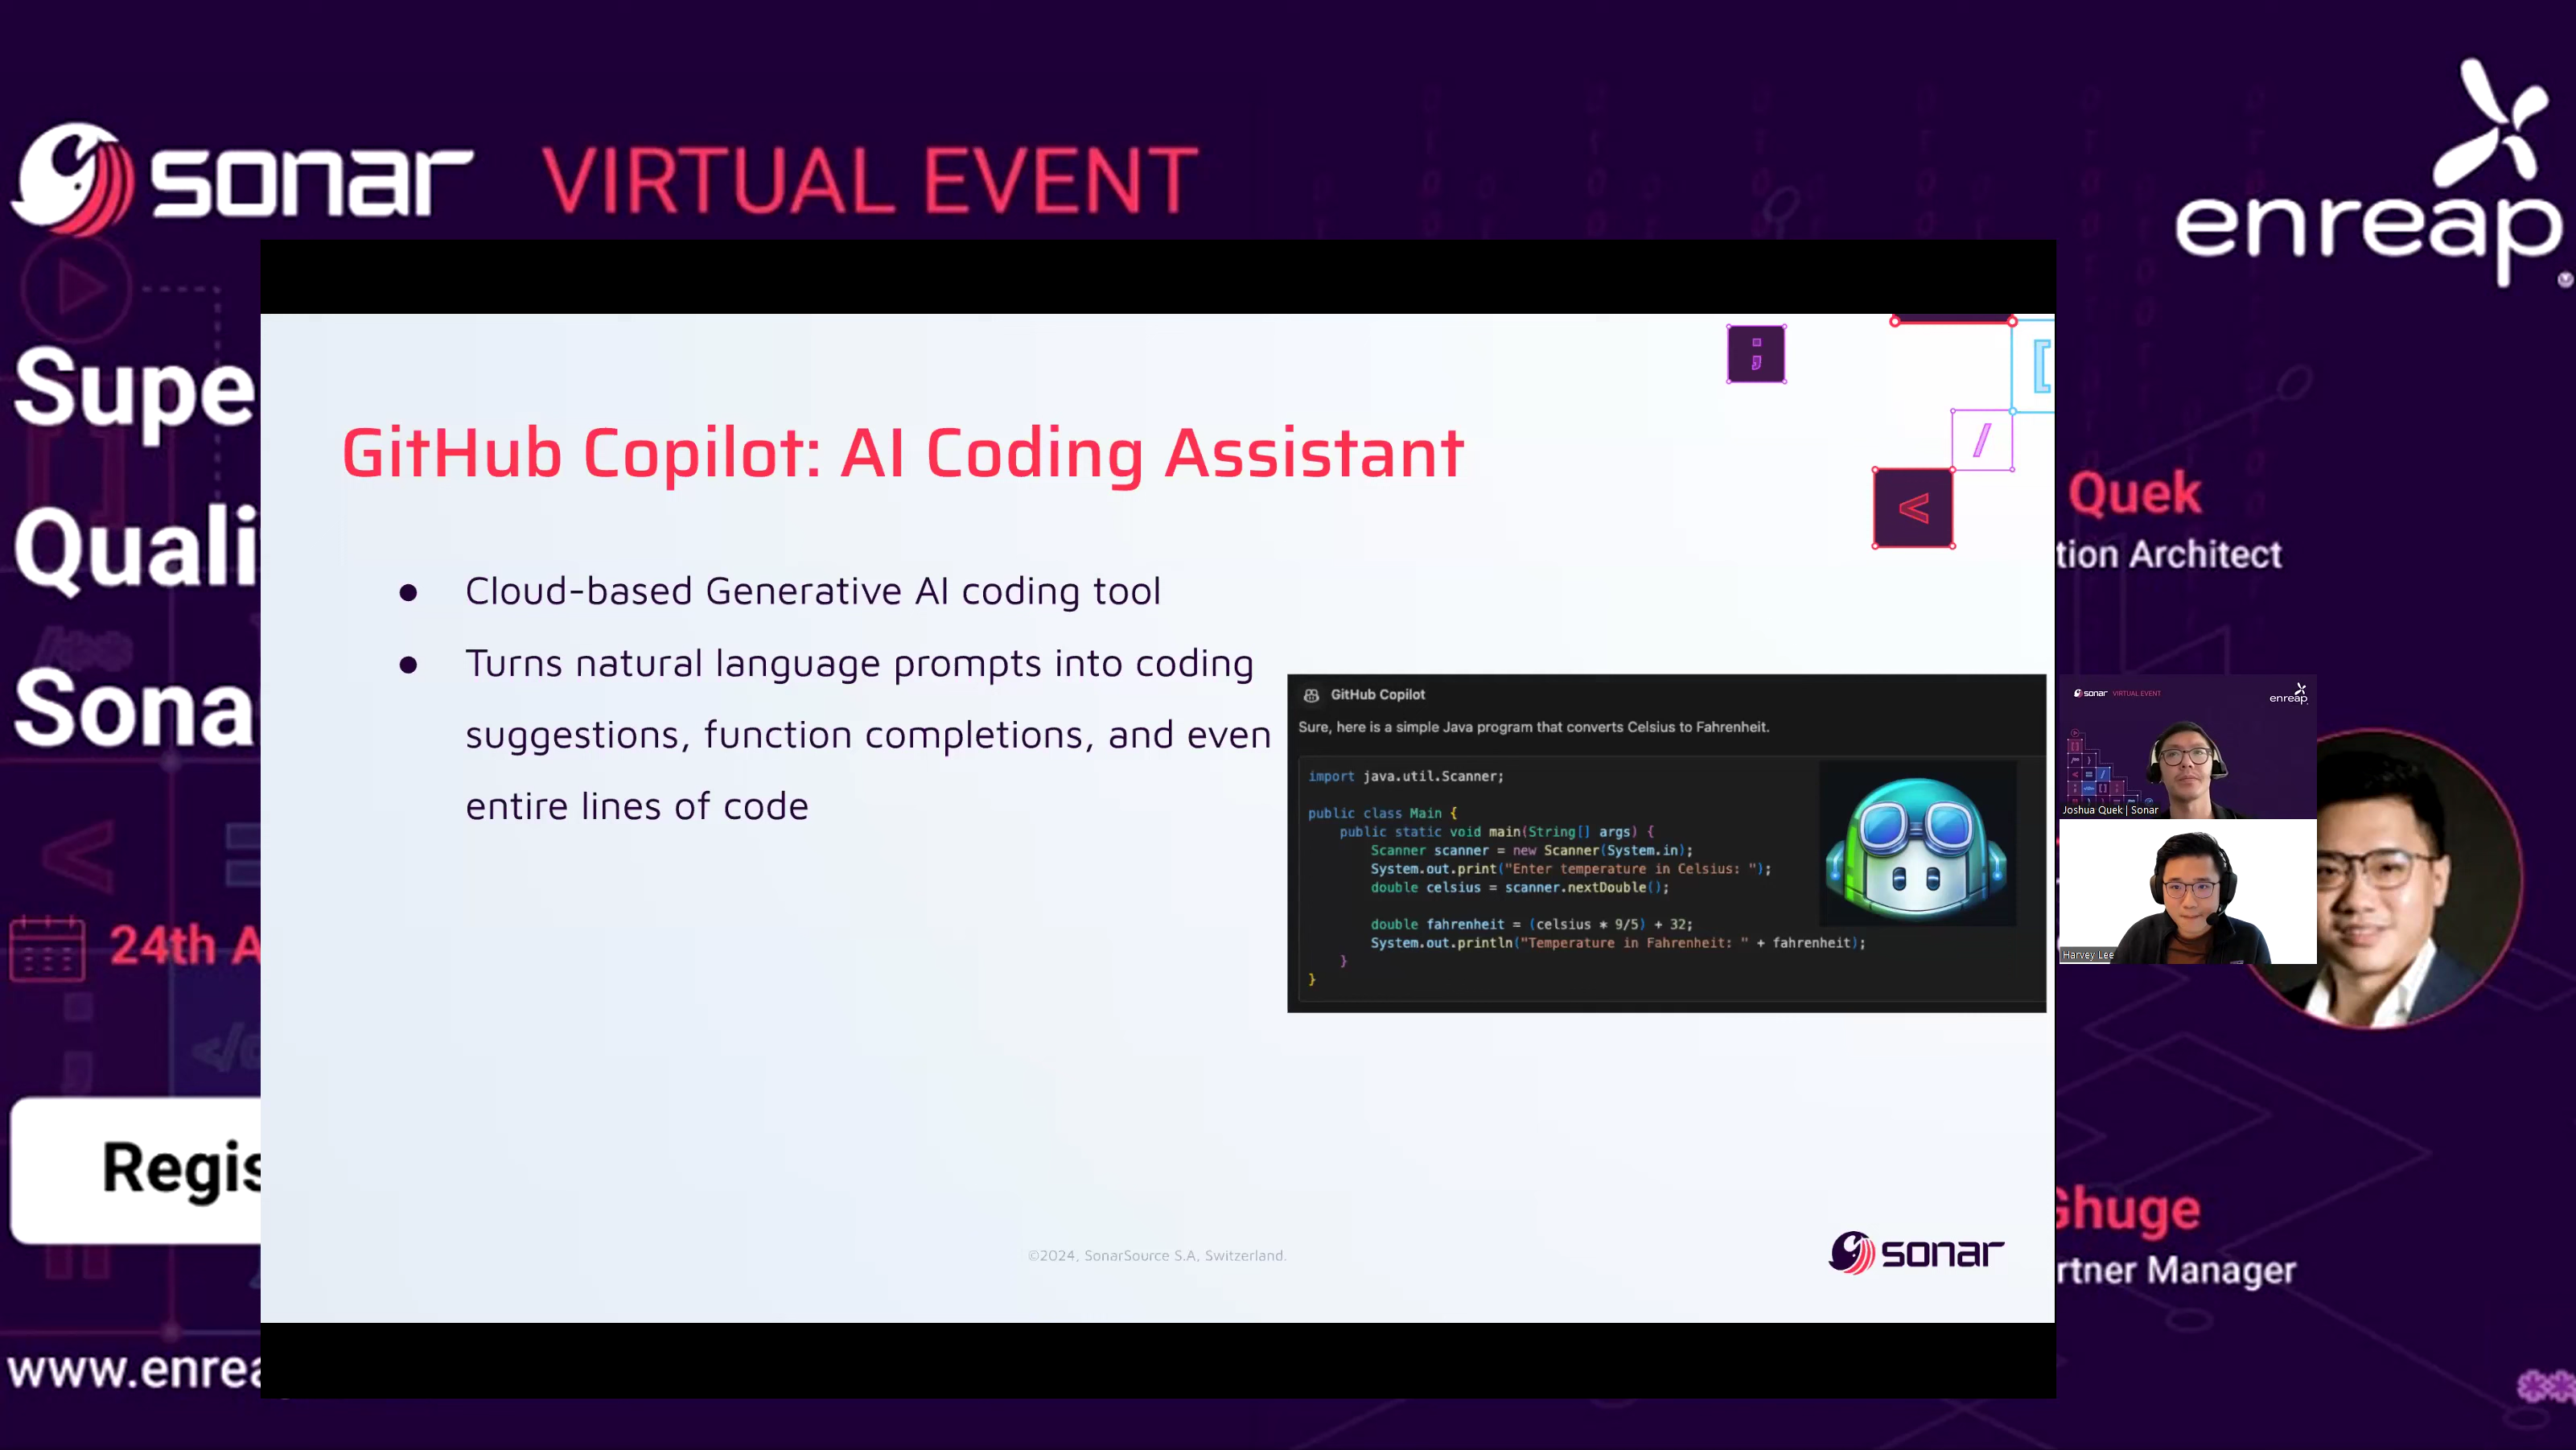 sonar VIRTUAL EVENT
enreap
Supe
Quali
Sona
24th A
Regis
www.enrea
;
[
/
<
GitHub Copilot: AI Coding Assistant
● Cloud-based Generative AI coding tool
● Turns natural language prompts into coding
suggestions, function completions, and even
entire lines of code
GitHub Copilot
Sure, here is a simple Java program that converts Celsius to Fahrenheit.
import java.util.Scanner;
public class Main {
public static void main(String[] args) {
Scanner scanner = new Scanner(System.in);
System.out.print("Enter temperature in Celsius: ");
double celsius = scanner.nextDouble();
double fahrenheit = (celsius * 9/5) + 32;
System.out.println("Temperature in Fahrenheit: " + fahrenheit);
}
}
©2024, SonarSource S.A, Switzerland.
sonar
Quek
tion Architect
sonar VIRTUAL EVENT
enreap
Joshua Quek | Sonar
Harvey Lee
Ghuge
rtner Manager